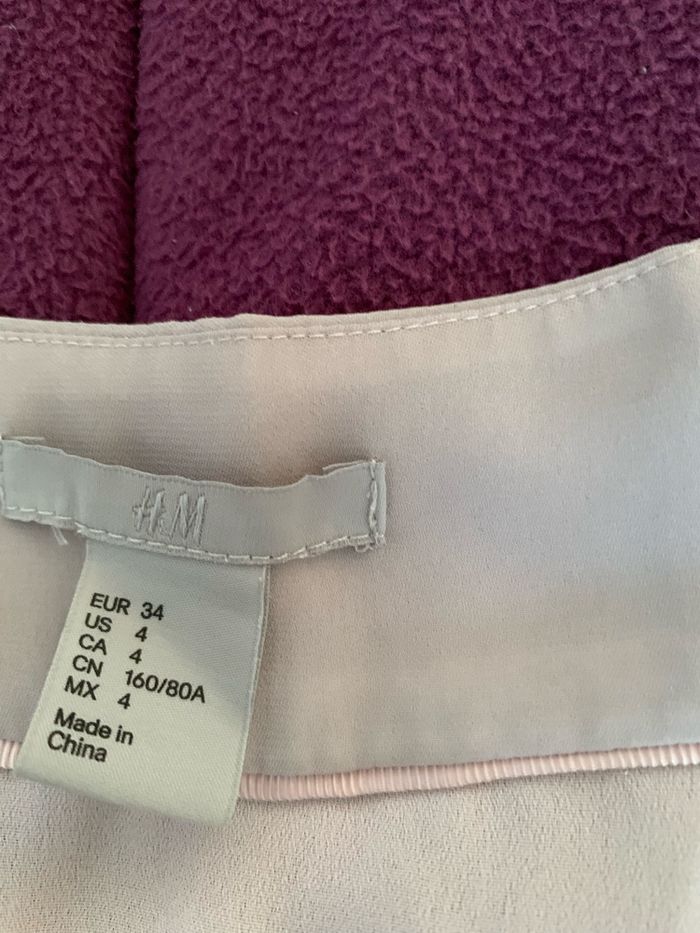 H&M
EUR 34
US 4
CA 4
CN 160/80A
MX 4
Made in
China